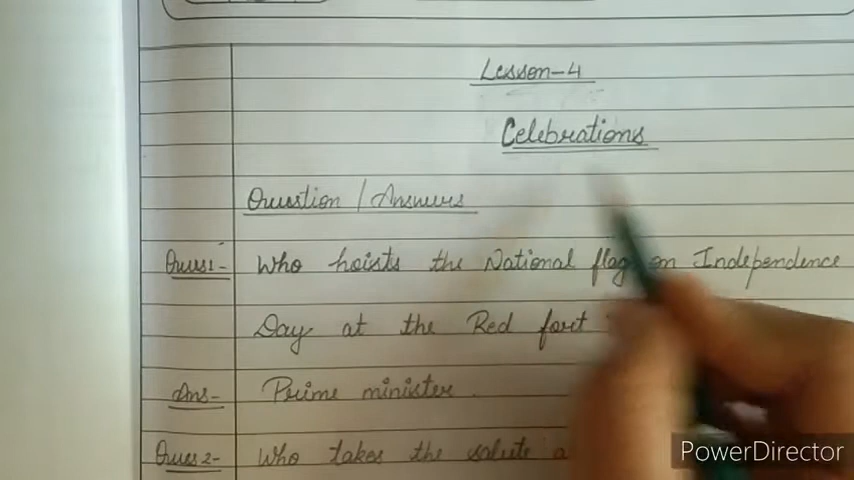 Lesson-4
Celebrations
Question / Answers
Ques1- Who hoists the National flag on Independence
Day at the Red fort
Ans- Prime minister.
Ques2- Who takes the salute a
PowerDirector